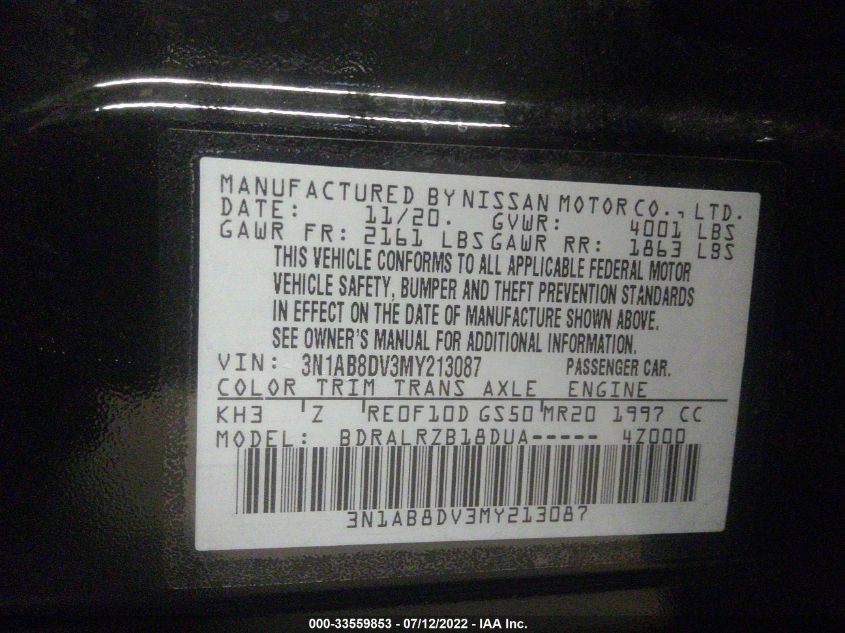 MANUFACTURED BY NISSAN MOTOR CO., LTD.
DATE: 11/20. GVWR: 4001 LBS
GAWR FR: 2161 LBS GAWR RR: 1863 LBS
THIS VEHICLE CONFORMS TO ALL APPLICABLE FEDERAL MOTOR
VEHICLE SAFETY, BUMPER AND THEFT PREVENTION STANDARDS
IN EFFECT ON THE DATE OF MANUFACTURE SHOWN ABOVE.
SEE OWNER'S MANUAL FOR ADDITIONAL INFORMATION.
VIN: 3N1AB8DV3MY213087 PASSENGER CAR.
COLOR TRIM TRANS AXLE ENGINE
KH3 Z RE0F10D GS50 MR20 1997 CC
MODEL: BDRALRZB18DUA----- 4Z000
3N1AB8DV3MY213087
000-33559853 - 07/12/2022 - IAA Inc.